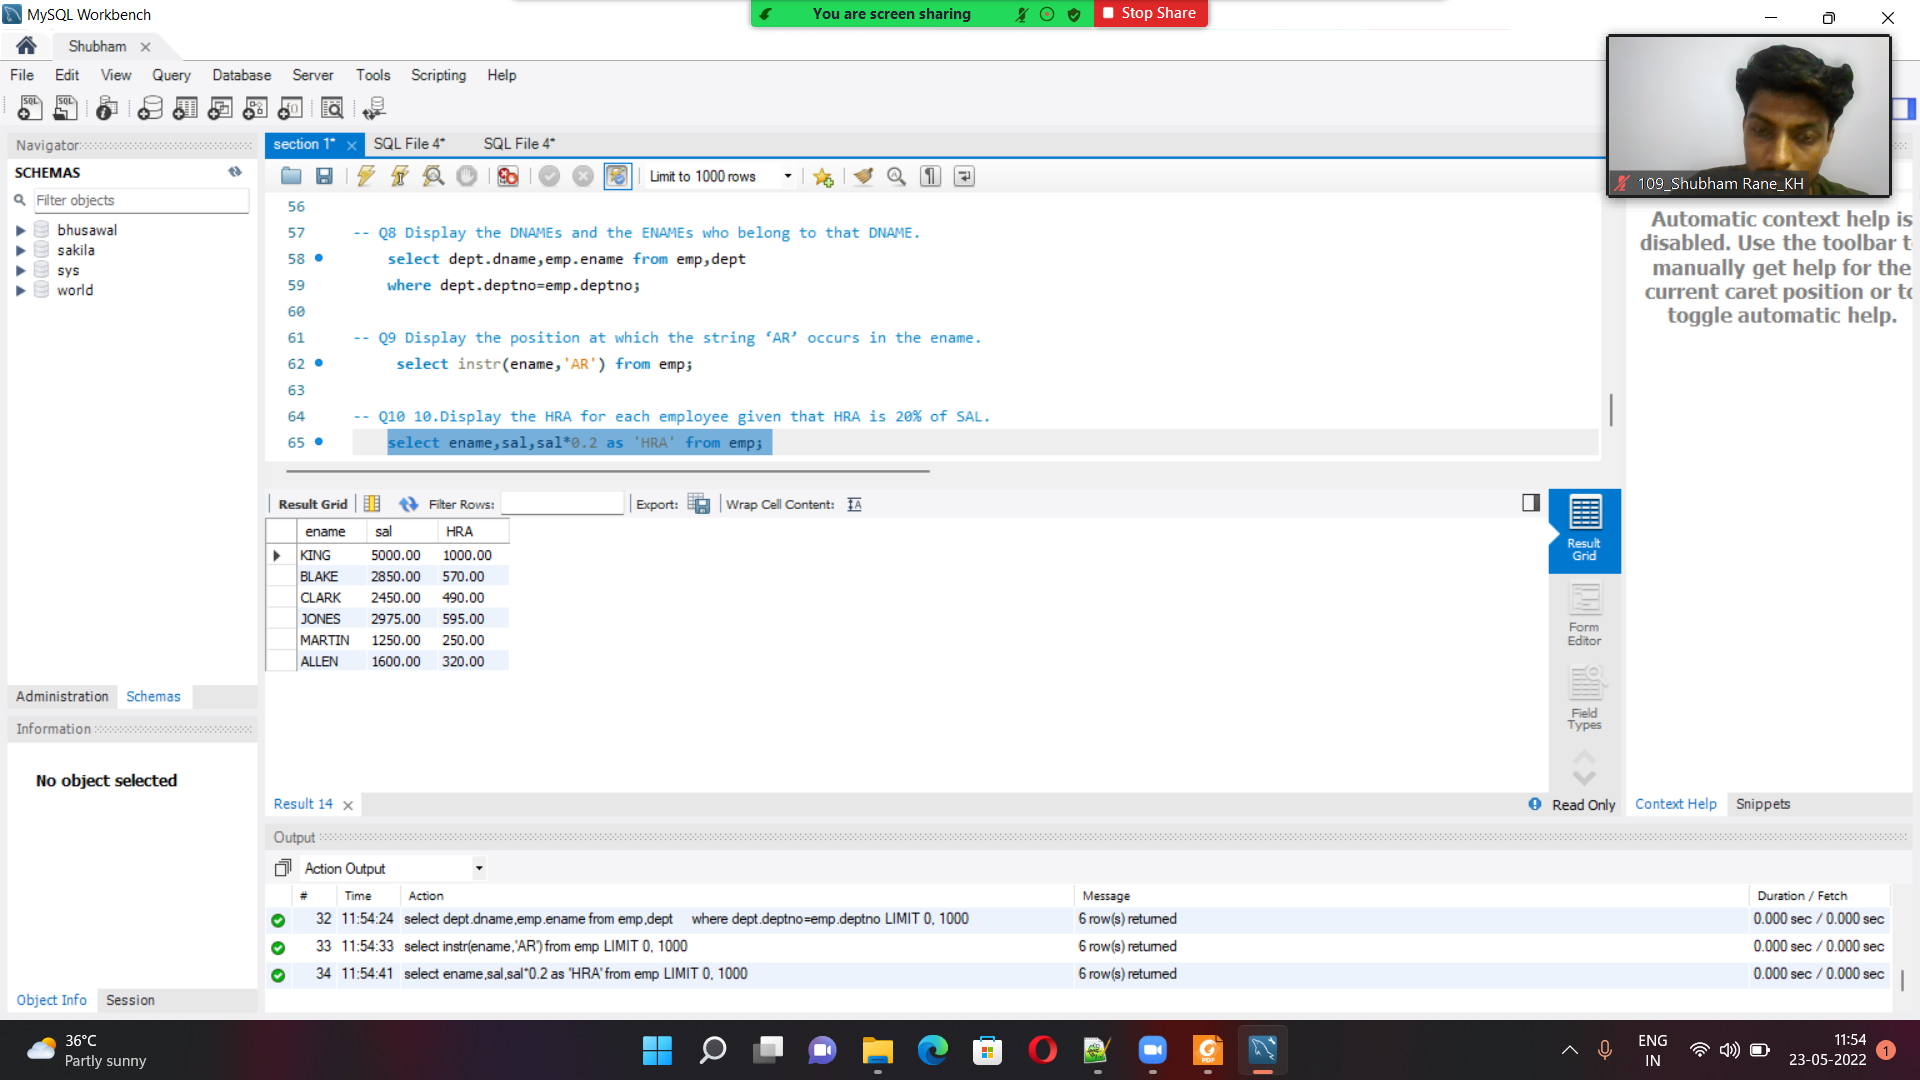 MySQL Workbench
You are screen sharing
Stop Share
Shubham
File Edit View Query Database Server Tools Scripting Help
Navigator
section 1* SQL File 4* SQL File 4*
SCHEMAS
Filter objects
bhusawal
sakila
sys
world
Limit to 1000 rows
109_Shubham Rane_KH
56
57 -- Q8 Display the DNAMEs and the ENAMEs who belong to that DNAME.
58 select dept.dname,emp.ename from emp,dept
59 where dept.deptno=emp.deptno;
60
61 -- Q9 Display the position at which the string ‘AR’ occurs in the ename.
62 select instr(ename,'AR') from emp;
63
64 -- Q10 10.Display the HRA for each employee given that HRA is 20% of SAL.
65 select ename,sal,sal*0.2 as 'HRA' from emp;
Automatic context help is
disabled. Use the toolbar t
manually get help for the
current caret position or to
toggle automatic help.
Result Grid Filter Rows: Export: Wrap Cell Content:
ename sal HRA
KING 5000.00 1000.00
BLAKE 2850.00 570.00
CLARK 2450.00 490.00
JONES 2975.00 595.00
MARTIN 1250.00 250.00
ALLEN 1600.00 320.00
Result
Grid
Form
Editor
Field
Types
Administration Schemas
Information
No object selected
Object Info Session
Result 14
Read Only
Context Help Snippets
Output
Action Output
# Time Action Message Duration / Fetch
32 11:54:24 select dept.dname,emp.ename from emp,dept where dept.deptno=emp.deptno LIMIT 0, 1000 6 row(s) returned 0.000 sec / 0.000 sec
33 11:54:33 select instr(ename,'AR') from emp LIMIT 0, 1000 6 row(s) returned 0.000 sec / 0.000 sec
34 11:54:41 select ename,sal,sal*0.2 as 'HRA' from emp LIMIT 0, 1000 6 row(s) returned 0.000 sec / 0.000 sec
36°C
Partly sunny
ENG
IN
11:54
23-05-2022
1